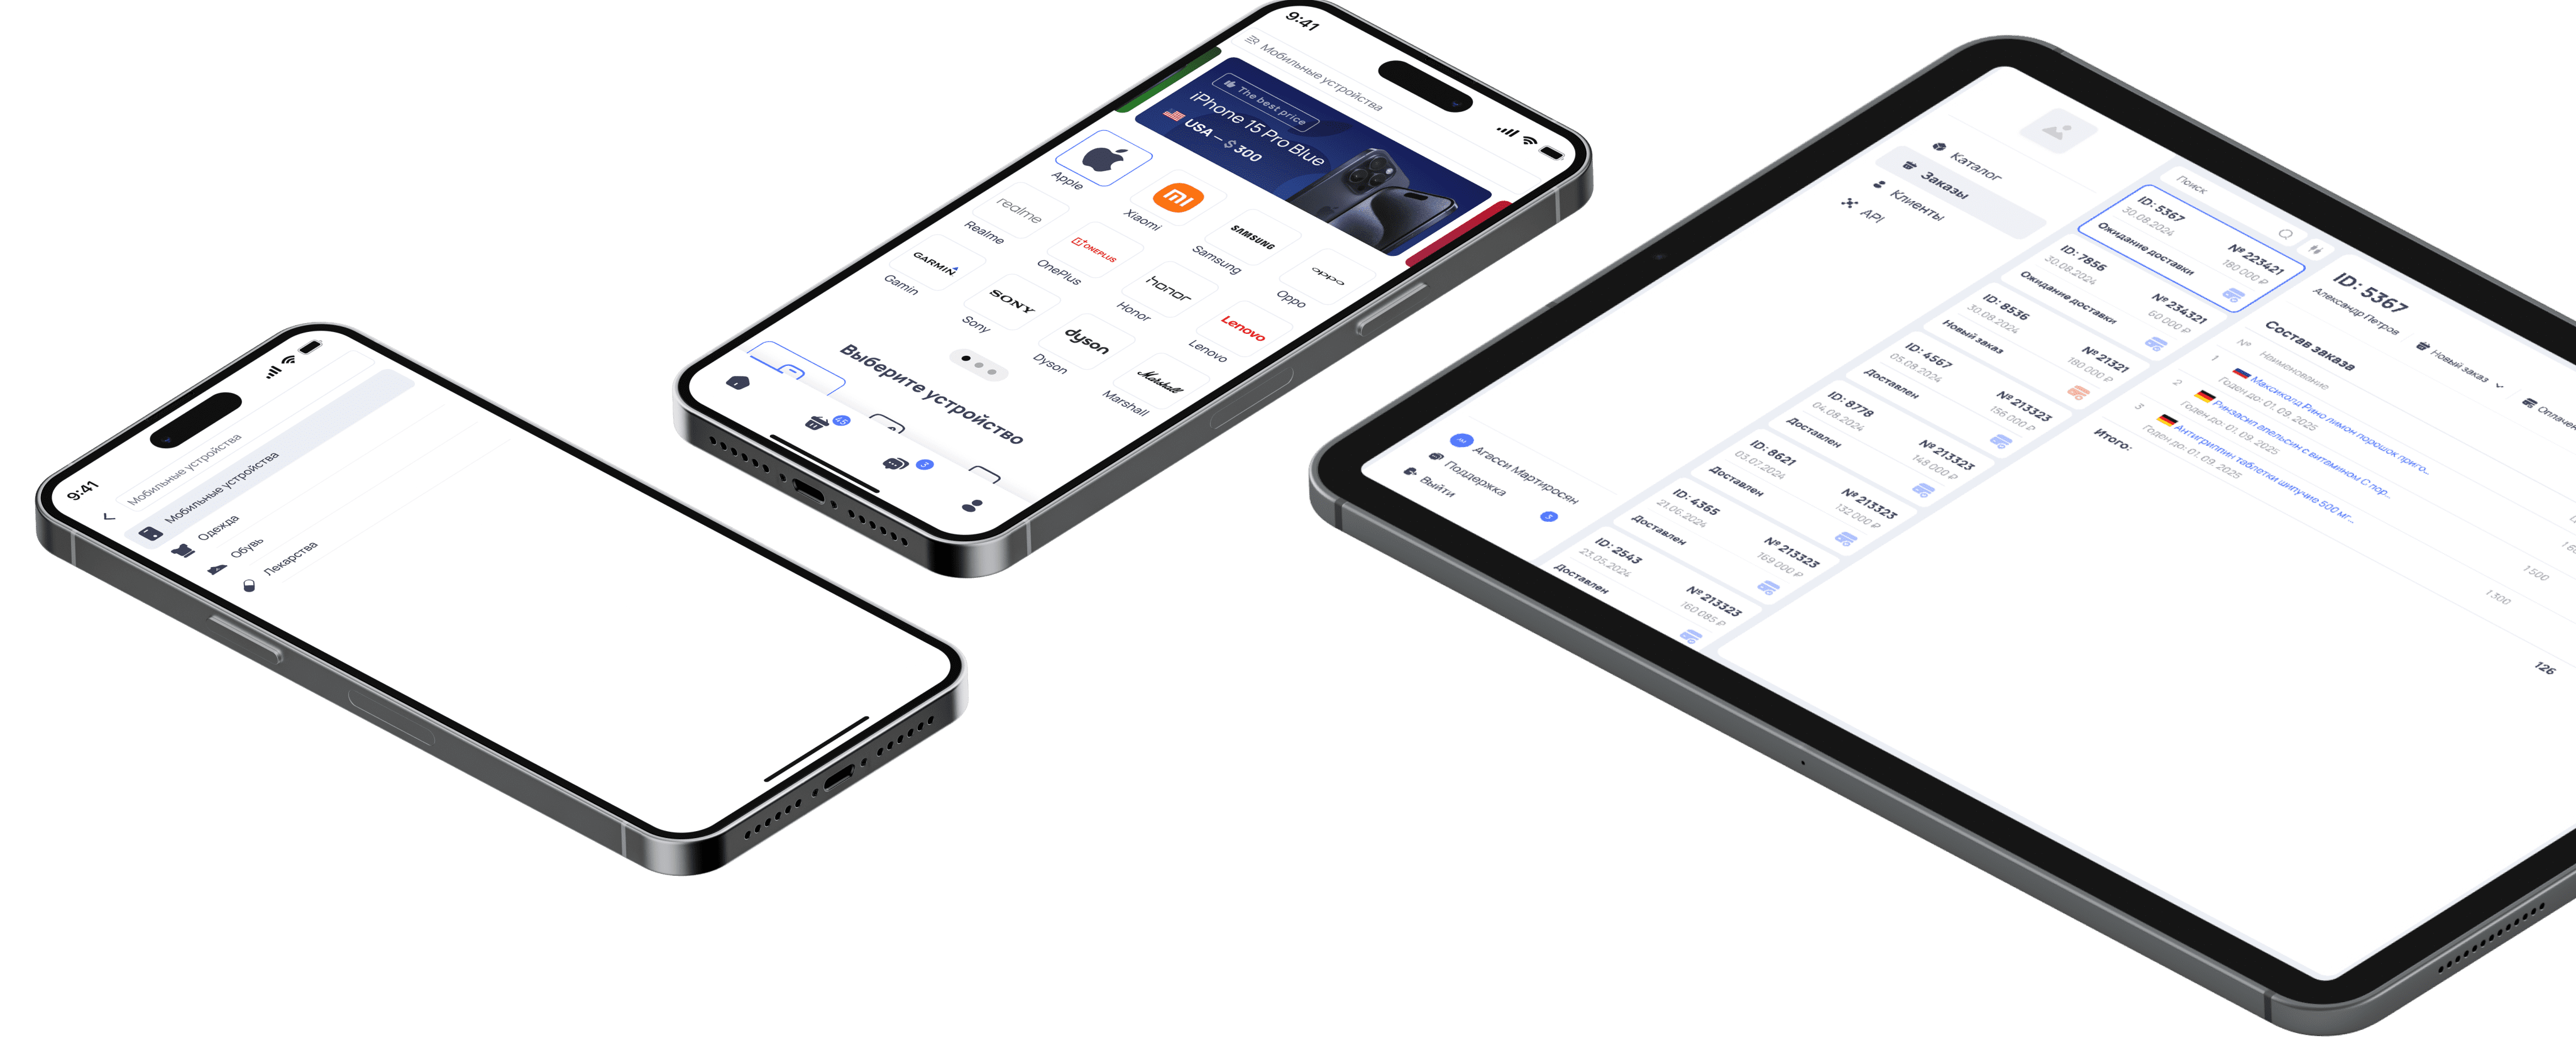 9:41
Мобильные устройства
Мобильные устройства
Одежда
Обувь
Лекарства
9:41
Мобильные устройства
The best price
iPhone 15 Pro Blue
USA – $ 300
Apple
Xiaomi
SAMSUNG
Samsung
oppo
Oppo
realme
Realme
ONEPLUS
OnePlus
HONOR
Honor
Lenovo
Lenovo
GARMIN
Gamin
SONY
Sony
dyson
Dyson
Marshall
Marshall
Выберите устройство
45
3
Каталог
Заказы
Клиенты
API
Агесси Мартиросян
Поддержка
3
Выйти
Поиск
ID: 5367
№ 223421
30.08.2024
180 000 ₽
Ожидание доставки
ID: 7856
№ 234321
30.08.2024
60 000 ₽
Ожидание доставки
ID: 8536
№ 21321
30.08.2024
180 000 ₽
Новый заказ
ID: 4567
№ 213323
05.08.2024
156 000 ₽
Доставлен
ID: 8778
№ 213323
04.08.2024
148 000 ₽
Доставлен
ID: 8621
№ 213323
03.07.2024
132 000 ₽
Доставлен
ID: 4365
№ 213323
21.06.2024
169 000 ₽
Доставлен
ID: 2543
№ 213323
23.05.2024
160 085 ₽
Доставлен
ID: 5367
Александр Петров
Новый заказ
Состав заказа
№ Наименование
1 Максиколд Рино лимон порошок приго...
Годен до: 01. 09. 2025
2 Ринзасип апельсин с витамином С пор...
Годен до: 01. 09. 2025
1 500
3 Антигриппин таблетки шипучие 500 мг...
Годен до: 01. 09. 2025
1 300
Итого:
126